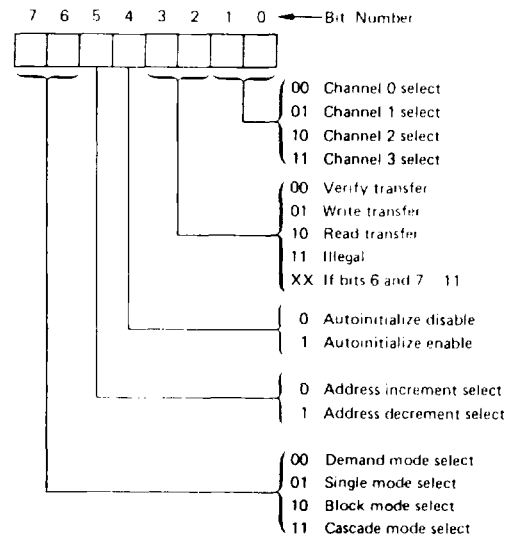 7 6 5 4 3 2 1 0 Bit Number
00 Channel 0 select
01 Channel 1 select
10 Channel 2 select
11 Channel 3 select
00 Verify transfer
01 Write transfer
10 Read transfer
11 Illegal
XX If bits 6 and 7 11
0 Autoinitialize disable
1 Autoinitialize enable
0 Address increment select
1 Address decrement select
00 Demand mode select
01 Single mode select
10 Block mode select
11 Cascade mode select